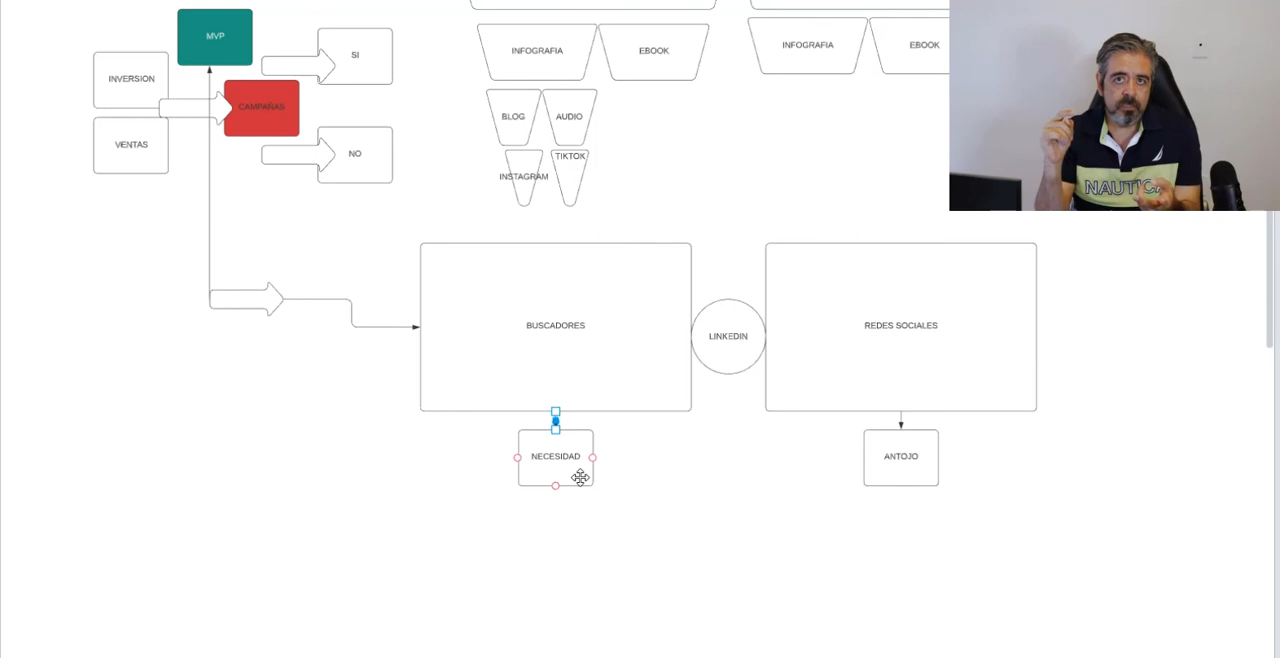 MVP
SI
INVERSION
CAMPAÑAS
VENTAS
NO
INFOGRAFIA
EBOOK
INFOGRAFIA
EBOOK
BLOG
AUDIO
INSTAGRAM
TIKTOK
NAUTICA
BUSCADORES
LINKEDIN
REDES SOCIALES
NECESIDAD
ANTOJO